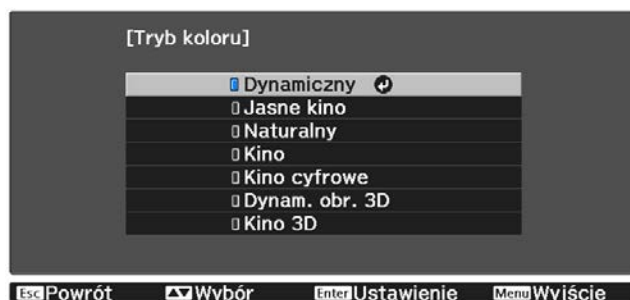 [Tryb koloru]
Dynamiczny
Jasne kino
Naturalny
Kino
Kino cyfrowe
Dynam. obr. 3D
Kino 3D
Esc Powrót Wybór Enter Ustawienie Menu Wyjście